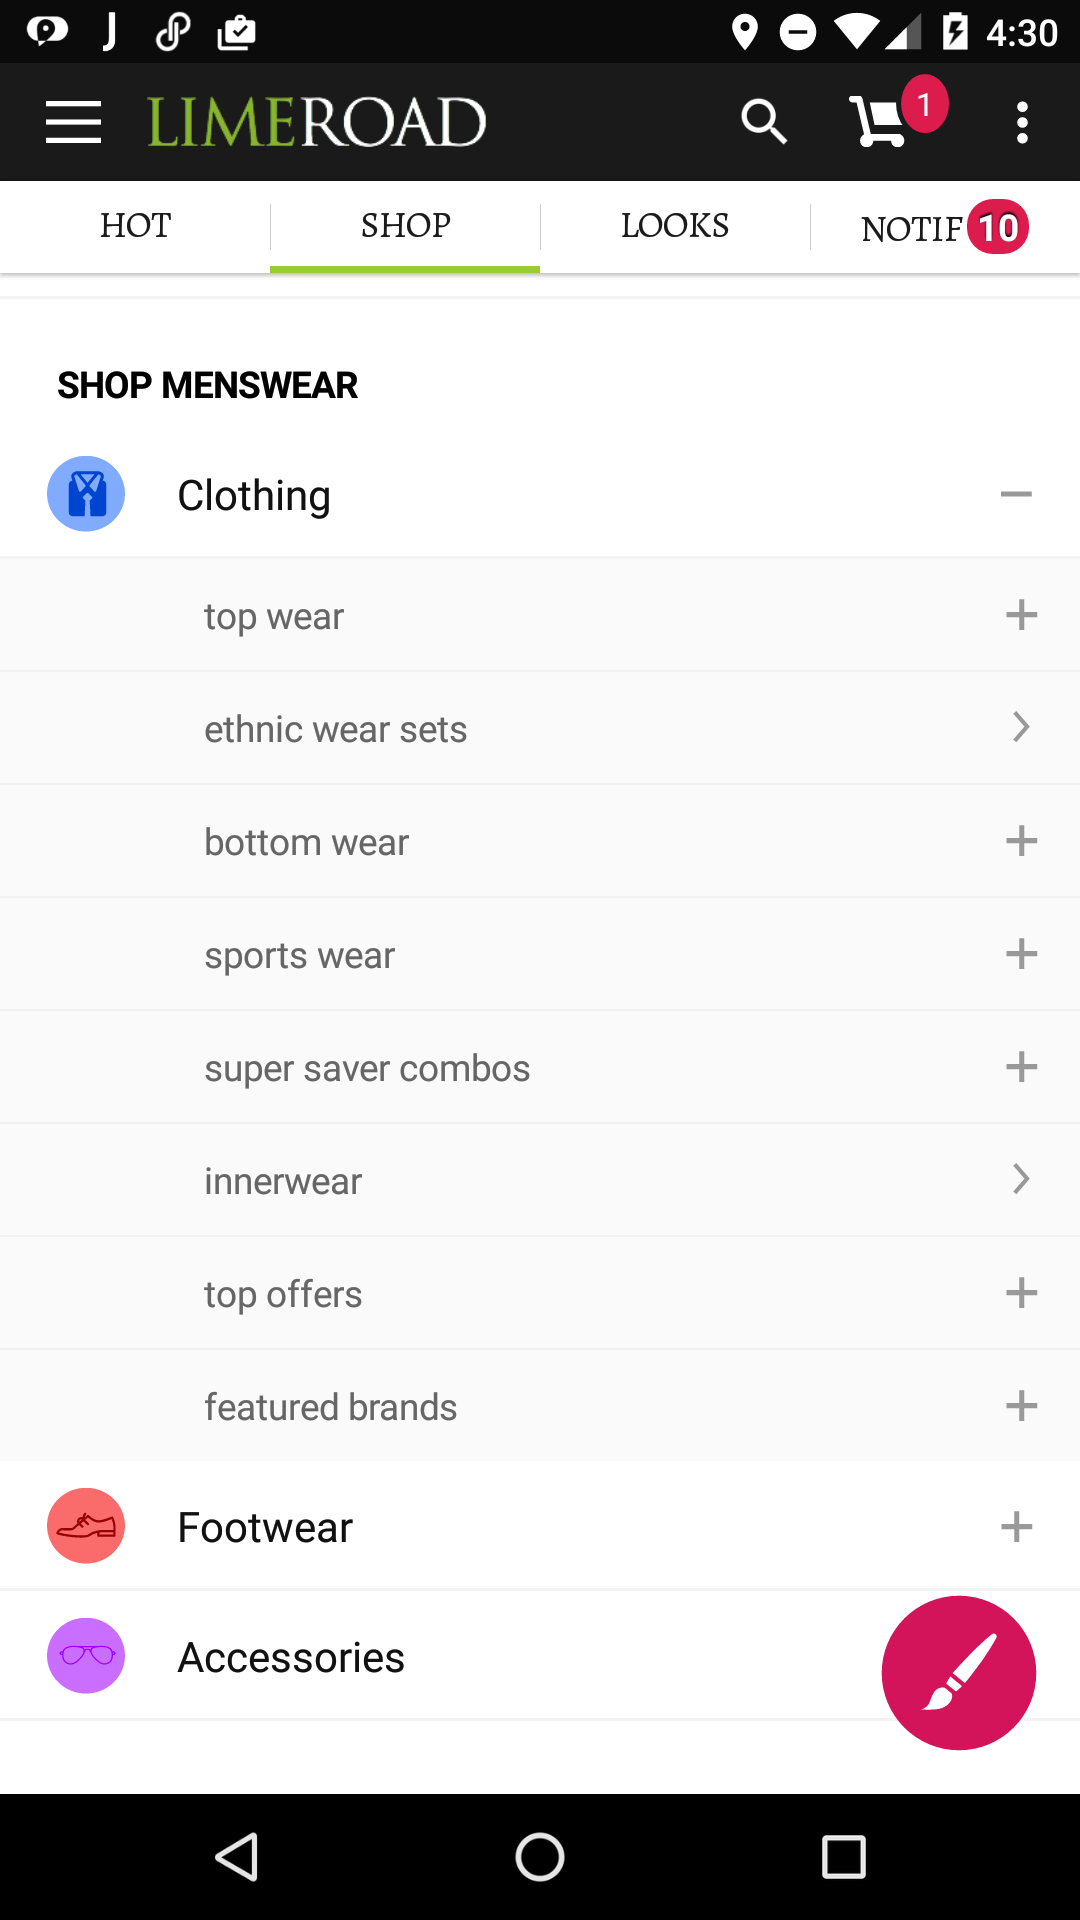 4:30
LIMEROAD
1
HOT
SHOP
LOOKS
NOTIF 10
SHOP MENSWEAR
Clothing
top wear
ethnic wear sets
bottom wear
sports wear
super saver combos
innerwear
top offers
featured brands
Footwear
Accessories